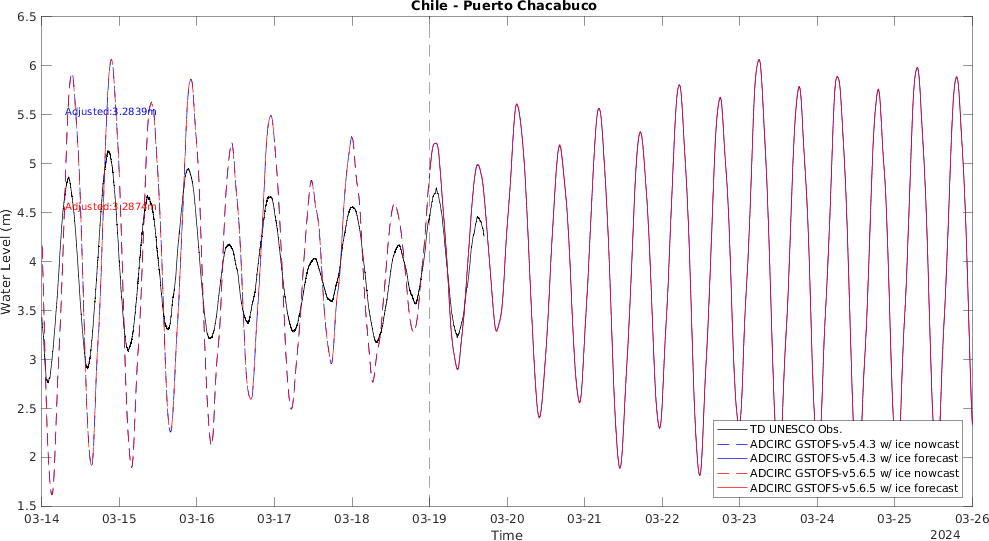 Chile - Puerto Chacabuco
Water Level (m)
6.5
6
5.5
5
4.5
4
3.5
3
2.5
2
1.5
Adjusted:3.2839m
Adjusted:3.2874m
TD UNESCO Obs.
ADCIRC GSTOFS-v5.4.3 w/ ice nowcast
ADCIRC GSTOFS-v5.4.3 w/ ice forecast
ADCIRC GSTOFS-v5.6.5 w/ ice nowcast
ADCIRC GSTOFS-v5.6.5 w/ ice forecast
03-14 03-15 03-16 03-17 03-18 03-19 03-20 03-21 03-22 03-23 03-24 03-25 03-26
Time
2024